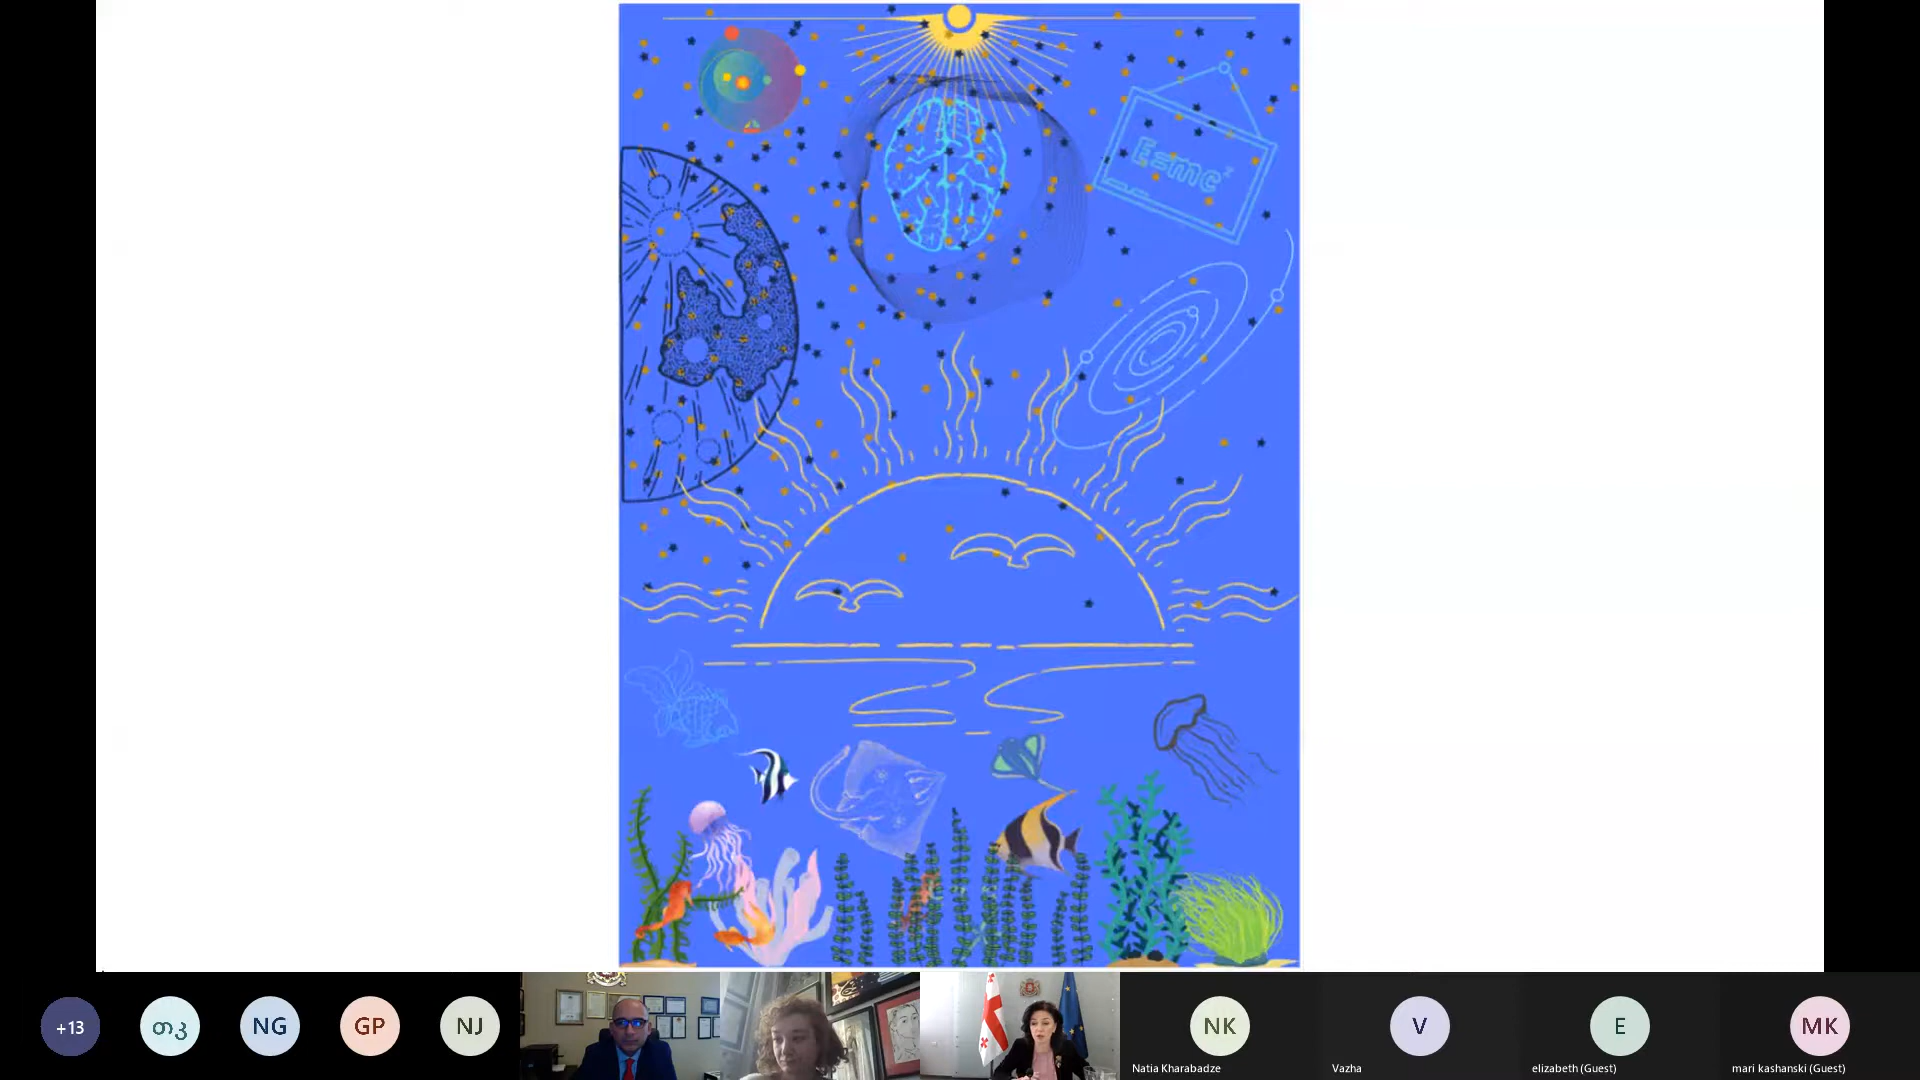 E=mc²
+13
თკ
NG
GP
NJ
NK
Natia Kharabadze
V
Vazha
E
elizabeth (Guest)
MK
mari kashanski (Guest)